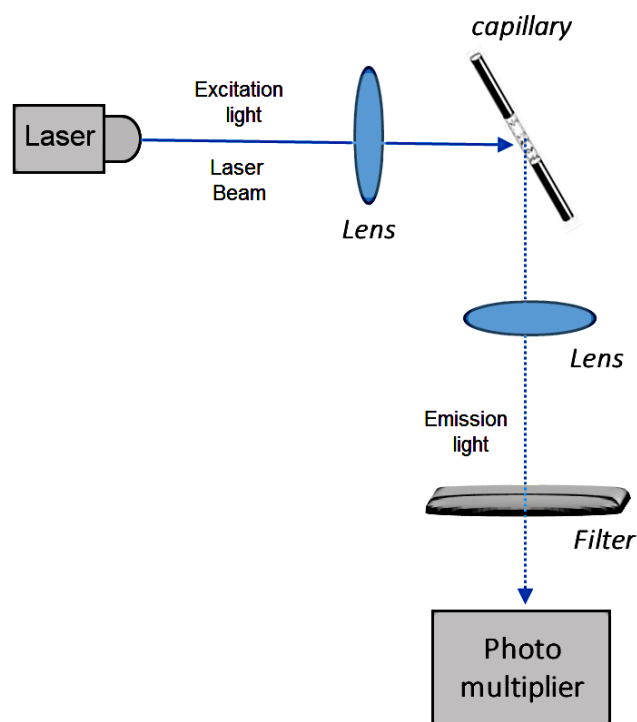 capillary
Excitation
light
Laser
Laser
Beam
Lens
Lens
Emission
light
Filter
Photo
multiplier